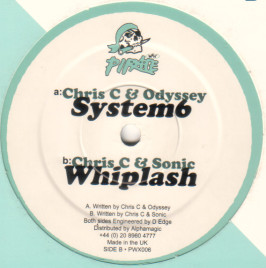 PIPELINE
a:Chris C & Odyssey
System6
b:Chris C & Sonic
Whiplash
A. Written by Chris C & Odyssey
B. Written by Chris C & Sonic.
Both sides Engineered by D Edge
Distributed by Alphamagic
+44 (0) 20 8960 4777
Made in the UK
SIDE B • PWX006